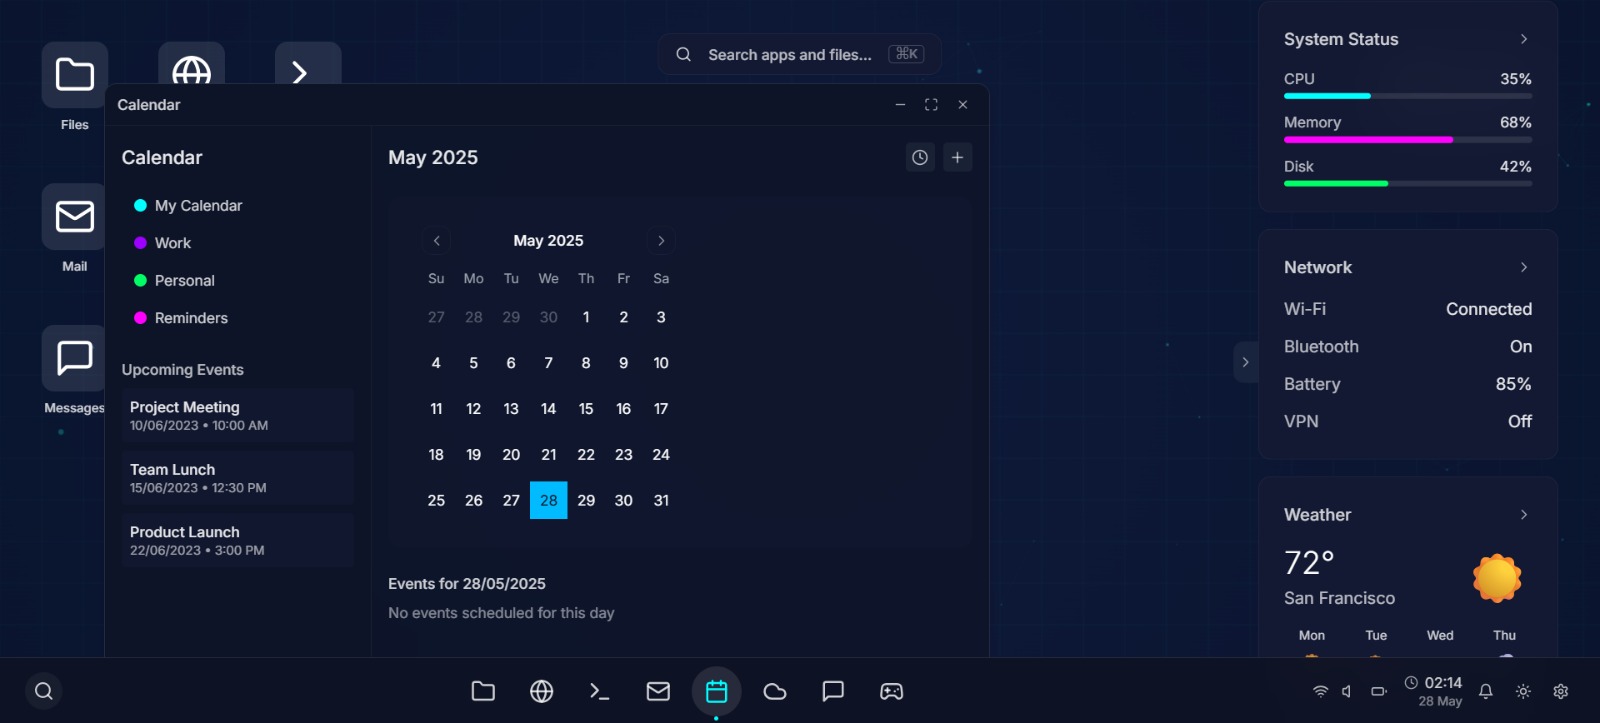 Search apps and files... ⌘K
Files
Mail
Messages
Calendar
Calendar
My Calendar
Work
Personal
Reminders
Upcoming Events
Project Meeting
10/06/2023 • 10:00 AM
Team Lunch
15/06/2023 • 12:30 PM
Product Launch
22/06/2023 • 3:00 PM
May 2025
May 2025
Su Mo Tu We Th Fr Sa
27 28 29 30 1 2 3
4 5 6 7 8 9 10
11 12 13 14 15 16 17
18 19 20 21 22 23 24
25 26 27 28 29 30 31
Events for 28/05/2025
No events scheduled for this day
System Status
CPU 35%
Memory 68%
Disk 42%
Network
Wi-Fi Connected
Bluetooth On
Battery 85%
VPN Off
Weather
72°
San Francisco
Mon Tue Wed Thu
02:14
28 May